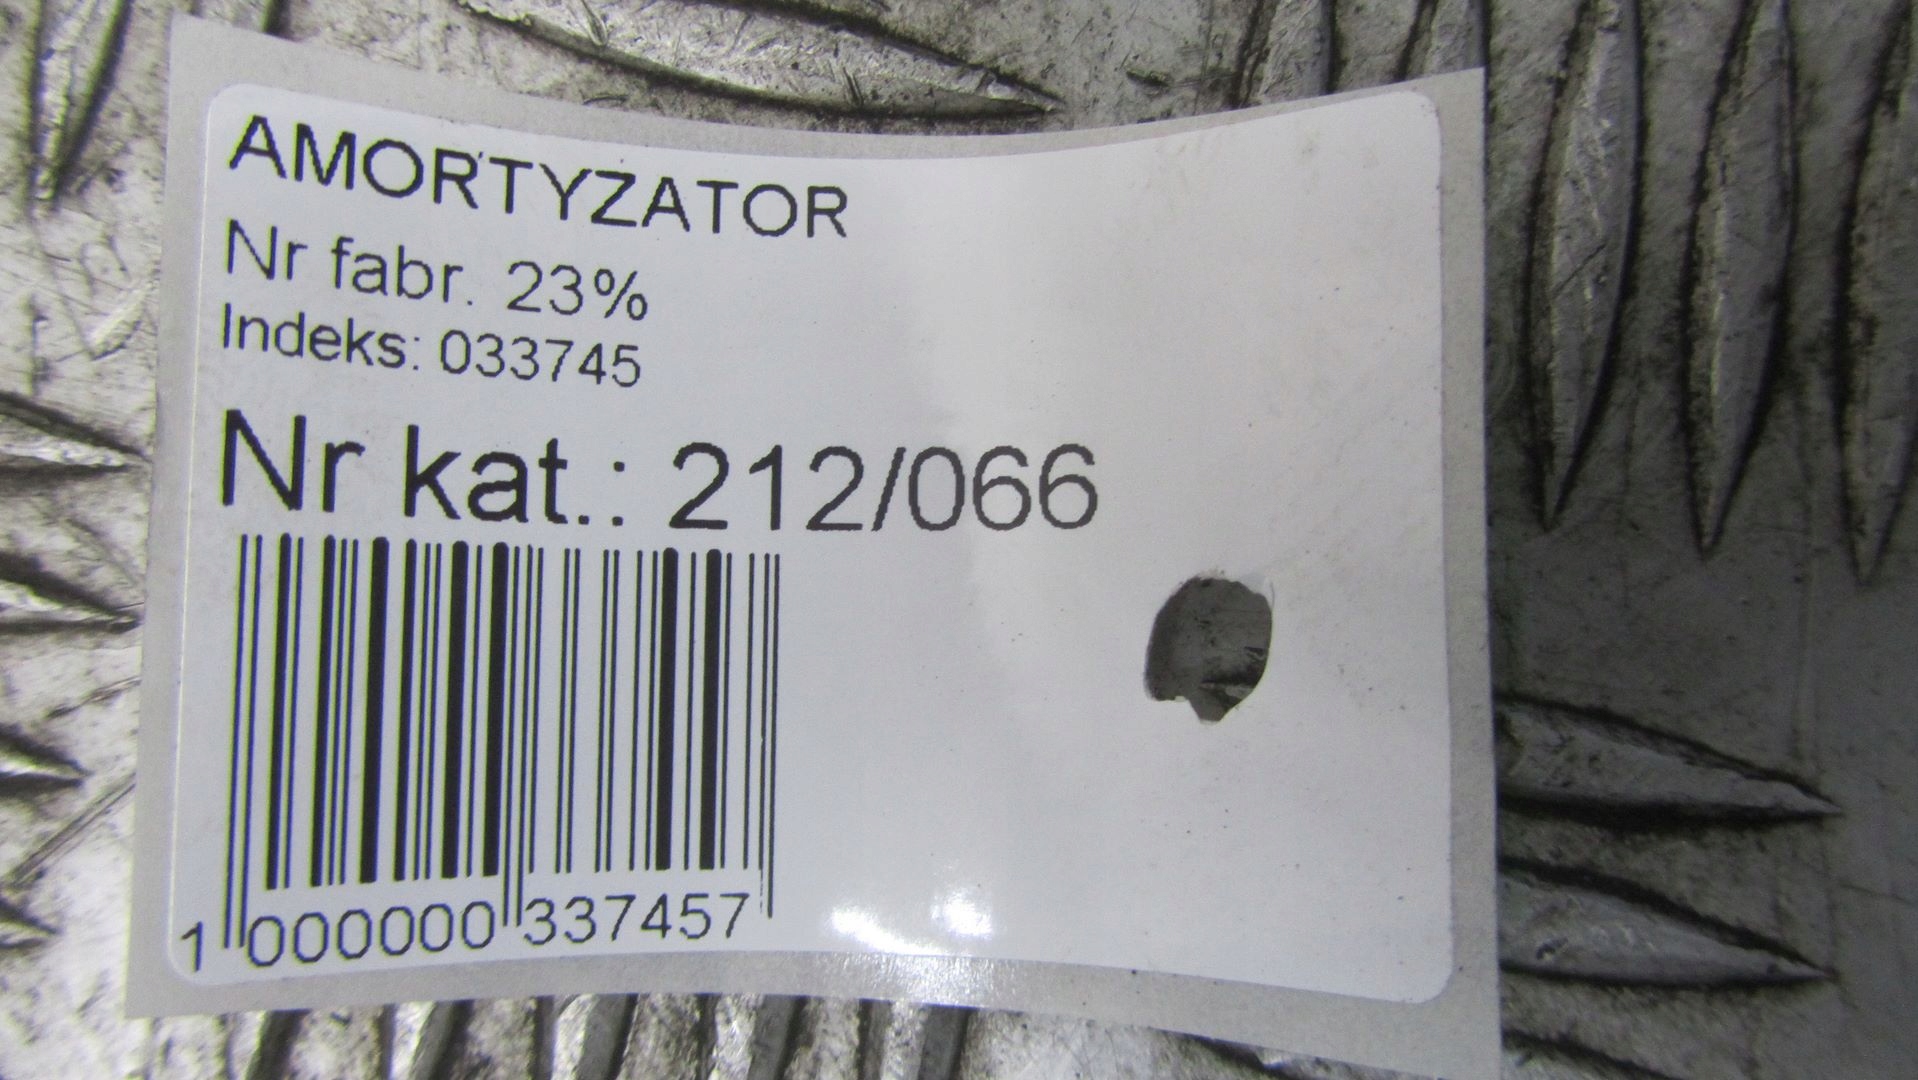 AMORTYZATOR
Nr fabr. 23%
Indeks: 033745
Nr kat.: 212/066
1 000000 337457